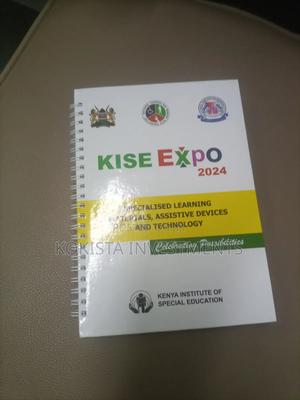 KISE EXPO
2024
SPECIALISED LEARNING
MATERIALS, ASSISTIVE DEVICES
AND TECHNOLOGY
Celebrating Possibilities
KOKISTA INVESTMENTS
KENYA INSTITUTE OF
SPECIAL EDUCATION